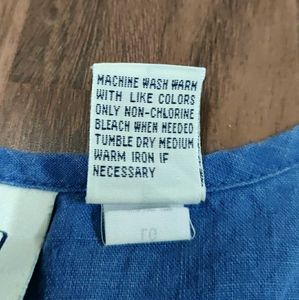 MACHINE WASH WARM
WITH LIKE COLORS
ONLY NON-CHLORINE
BLEACH WHEN NEEDED
TUMBLE DRY MEDIUM
WARM IRON IF
NECESSARY